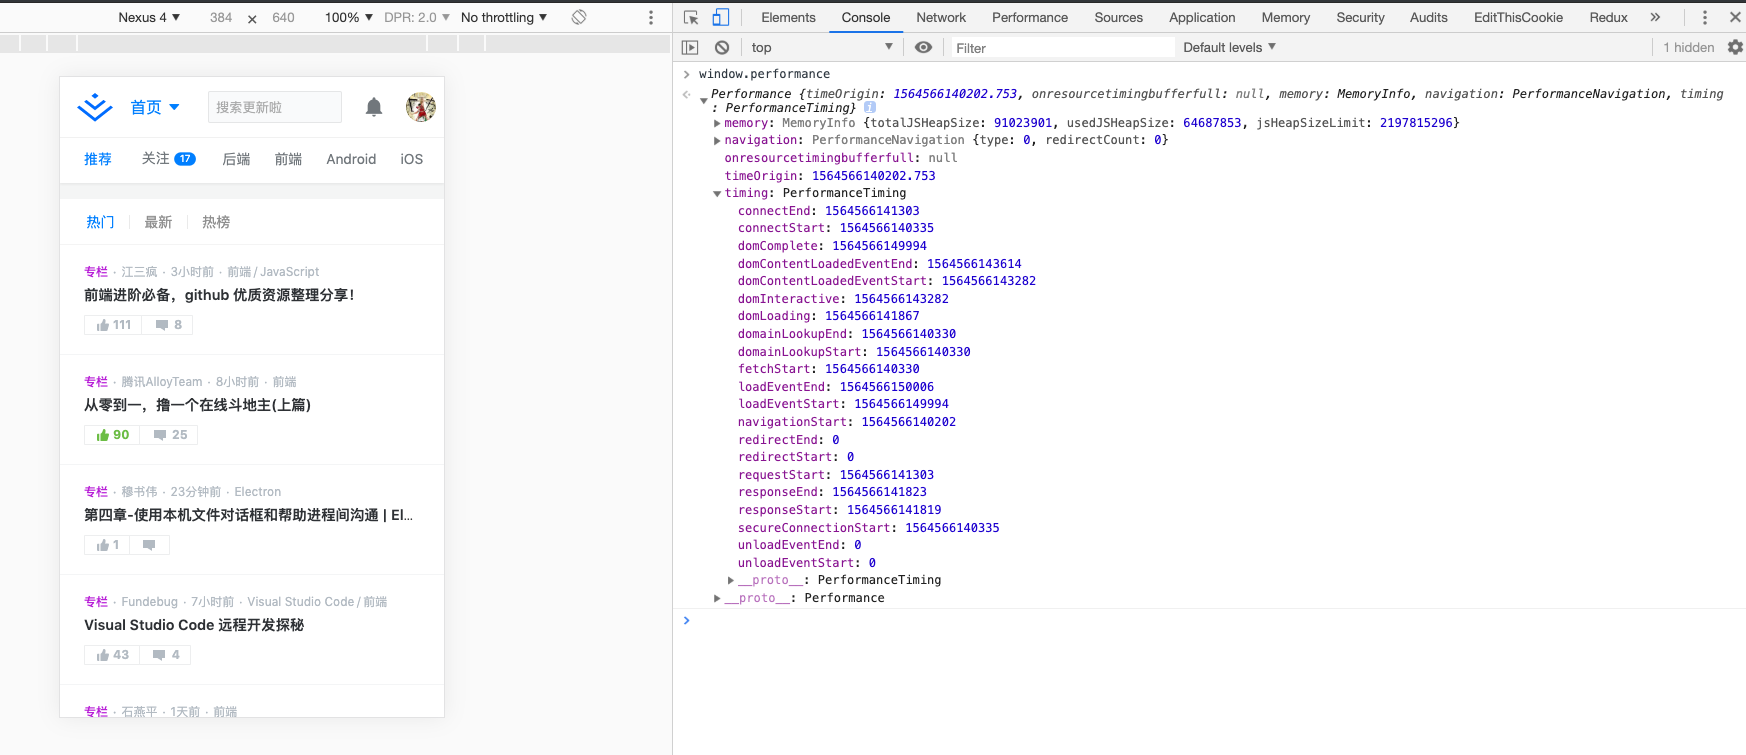 Nexus 4 ▼ 384 × 640 100% ▼ DPR: 2.0 ▼ No throttling ▼
首页
搜索更新啦
推荐 关注 17 后端 前端 Android iOS
热门 最新 热榜
专栏 · 江三疯 · 3小时前 · 前端 / JavaScript
前端进阶必备，github 优质资源整理分享！
111 8
专栏 · 腾讯AlloyTeam · 8小时前 · 前端
从零到一，撸一个在线斗地主(上篇)
90 25
专栏 · 穆书伟 · 23分钟前 · Electron
第四章-使用本机文件对话框和帮助进程间沟通 | El...
1
专栏 · Fundebug · 7小时前 · Visual Studio Code / 前端
Visual Studio Code 远程开发探秘
43 4
专栏 · 石燕平 · 1天前 · 前端
Elements Console Network Performance Sources Application Memory Security Audits EditThisCookie Redux »
top ▼ Filter Default levels ▼ 1 hidden
window.performance
Performance {timeOrigin: 1564566140202.753, onresourcetimingbufferfull: null, memory: MemoryInfo, navigation: PerformanceNavigation, timing
: PerformanceTiming} i
memory: MemoryInfo {totalJSHeapSize: 91023901, usedJSHeapSize: 64687853, jsHeapSizeLimit: 2197815296}
navigation: PerformanceNavigation {type: 0, redirectCount: 0}
onresourcetimingbufferfull: null
timeOrigin: 1564566140202.753
timing: PerformanceTiming
connectEnd: 1564566141303
connectStart: 1564566140335
domComplete: 1564566149994
domContentLoadedEventEnd: 1564566143614
domContentLoadedEventStart: 1564566143282
domInteractive: 1564566143282
domLoading: 1564566141867
domainLookupEnd: 1564566140330
domainLookupStart: 1564566140330
fetchStart: 1564566140330
loadEventEnd: 1564566150006
loadEventStart: 1564566149994
navigationStart: 1564566140202
redirectEnd: 0
redirectStart: 0
requestStart: 1564566141303
responseEnd: 1564566141823
responseStart: 1564566141819
secureConnectionStart: 1564566140335
unloadEventEnd: 0
unloadEventStart: 0
__proto__: PerformanceTiming
__proto__: Performance